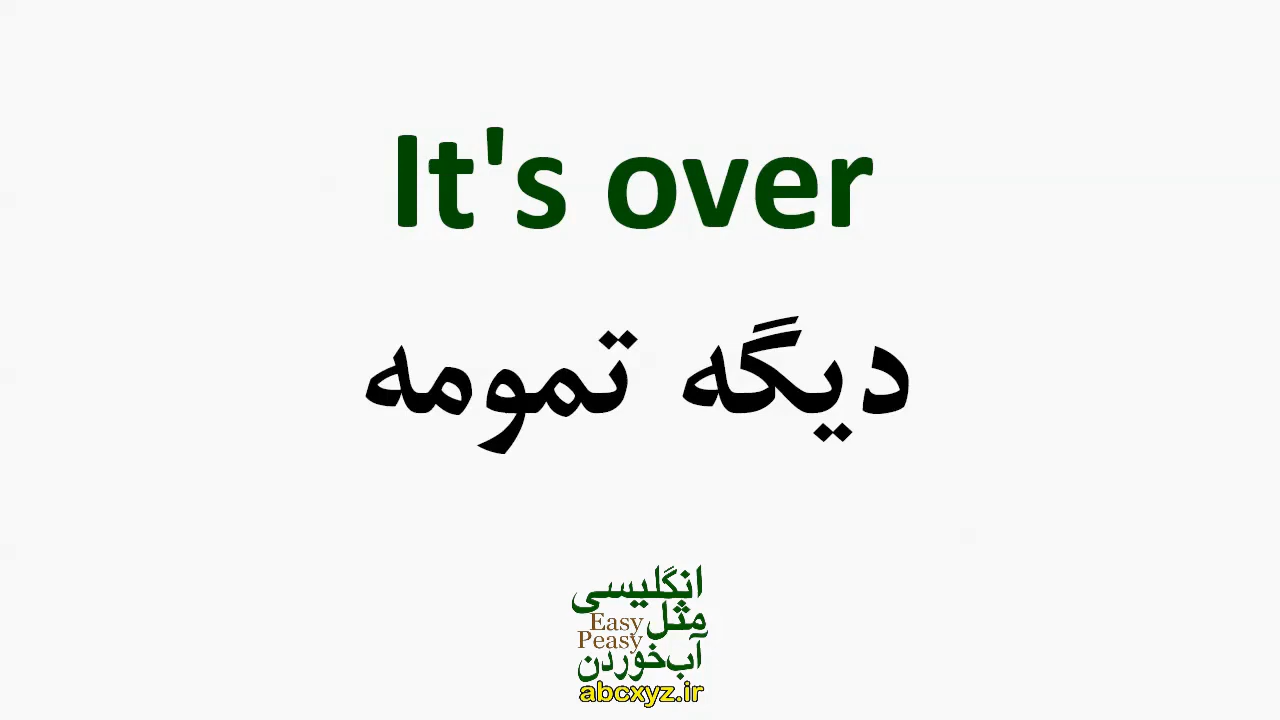 It's over
دیگه تمومه
انگلیسی
مثل
Easy
Peasy
آب‌خوردن
abcxyz.ir